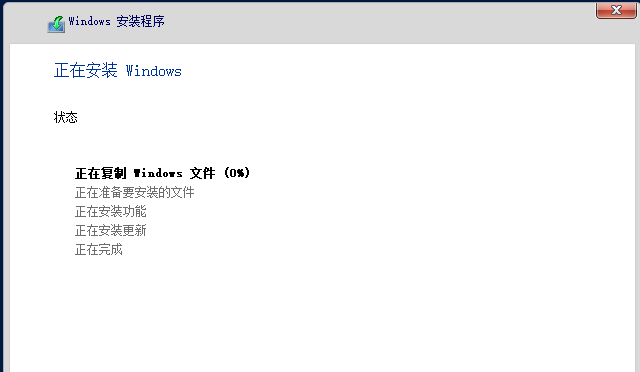 Windows 安装程序
正在安装 Windows
状态
正在复制 Windows 文件 (0%)
正在准备要安装的文件
正在安装功能
正在安装更新
正在完成